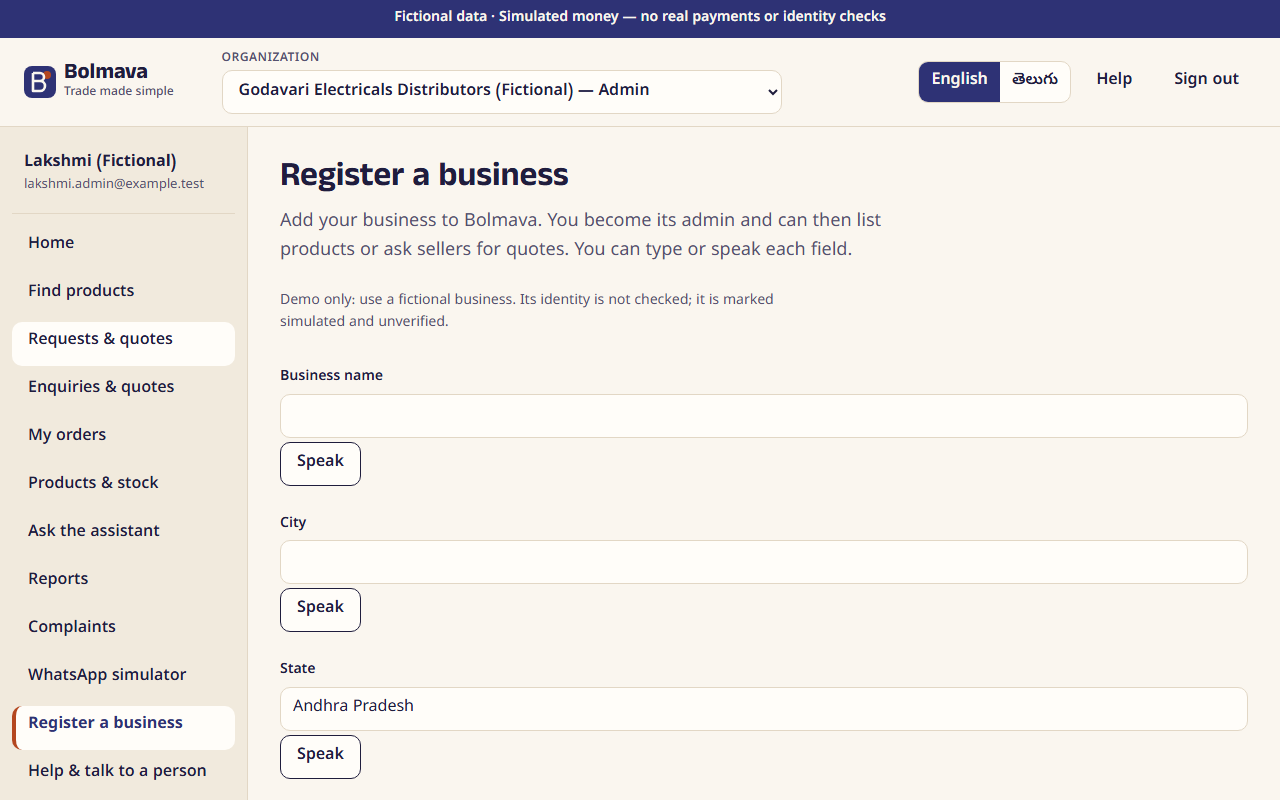 Fictional data · Simulated money — no real payments or identity checks
Bolmava
Trade made simple
ORGANIZATION
Godavari Electricals Distributors (Fictional) — Admin
English
తెలుగు
Help
Sign out
Lakshmi (Fictional)
lakshmi.admin@example.test
Home
Find products
Requests & quotes
Enquiries & quotes
My orders
Products & stock
Ask the assistant
Reports
Complaints
WhatsApp simulator
Register a business
Help & talk to a person
Register a business
Add your business to Bolmava. You become its admin and can then list
products or ask sellers for quotes. You can type or speak each field.
Demo only: use a fictional business. Its identity is not checked; it is marked
simulated and unverified.
Business name
Speak
City
Speak
State
Andhra Pradesh
Speak